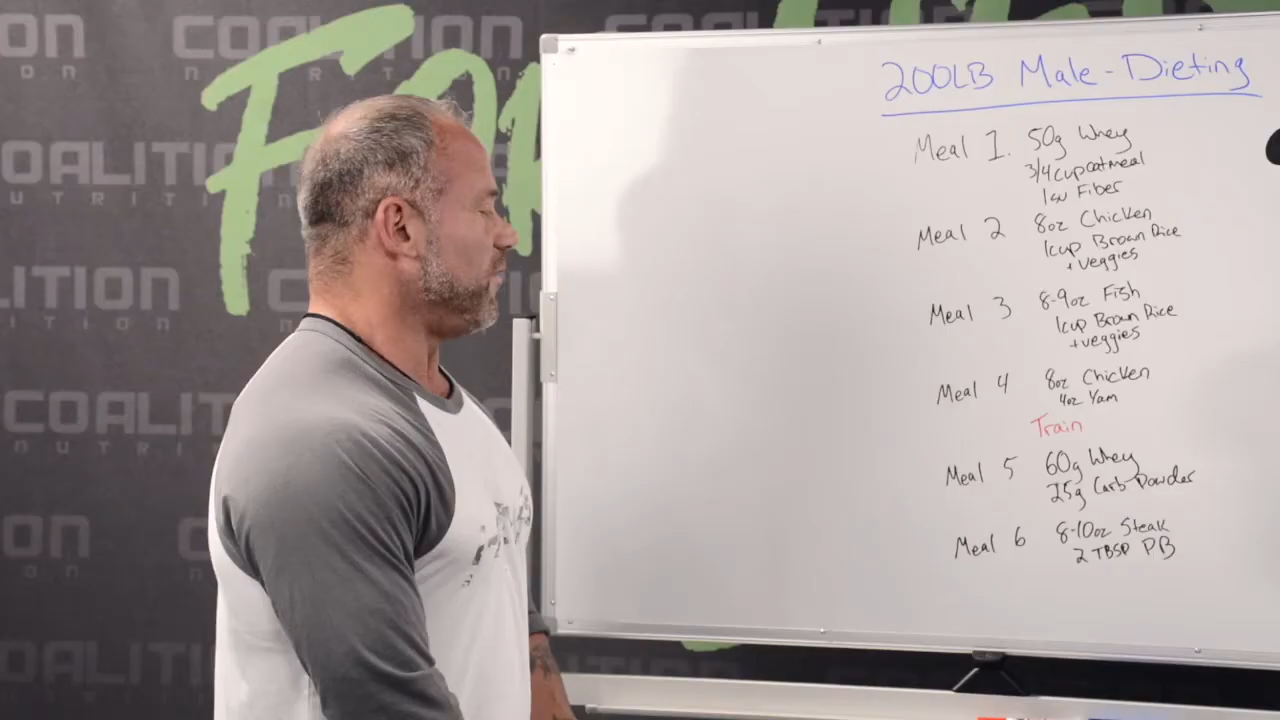 COALITION
NUTRITION
200LB Male-Dieting
Meal 1. 50g Whey
3/4 cup oatmeal
Fiber
Meal 2 8oz Chicken
1cup Brown Rice
+ veggies
Meal 3 8-9oz Fish
1cup Brown Rice
+ veggies
Meal 4 8oz Chicken
4oz Yam
Train
Meal 5 60g Whey
25g Carb Powder
Meal 6 8-10oz Steak
2 TBSP PB